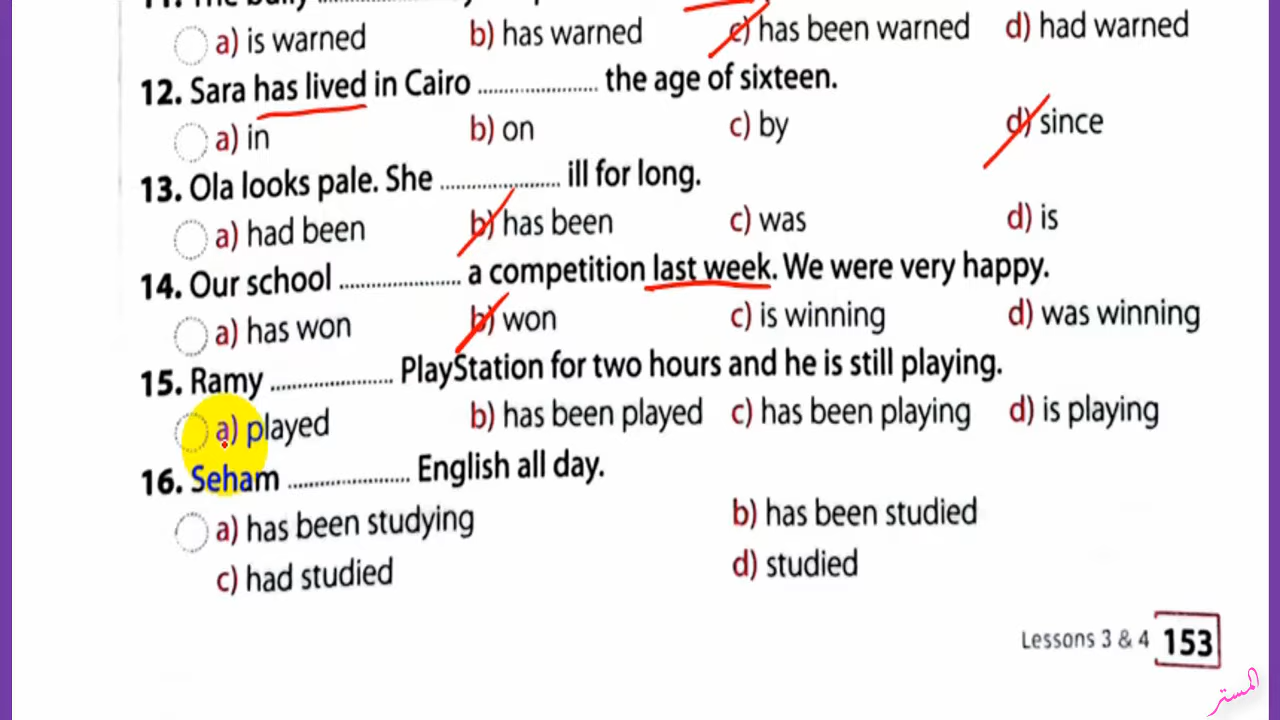 a) is warned b) has warned c) has been warned d) had warned
12. Sara has lived in Cairo ........................ the age of sixteen.
a) in b) on c) by d) since
13. Ola looks pale. She ........................ ill for long.
a) had been b) has been c) was d) is
14. Our school ........................ a competition last week. We were very happy.
a) has won b) won c) is winning d) was winning
15. Ramy ........................ PlayStation for two hours and he is still playing.
a) played b) has been played c) has been playing d) is playing
16. Seham ........................ English all day.
a) has been studying b) has been studied
c) had studied d) studied
Lessons 3 & 4 153
المستر